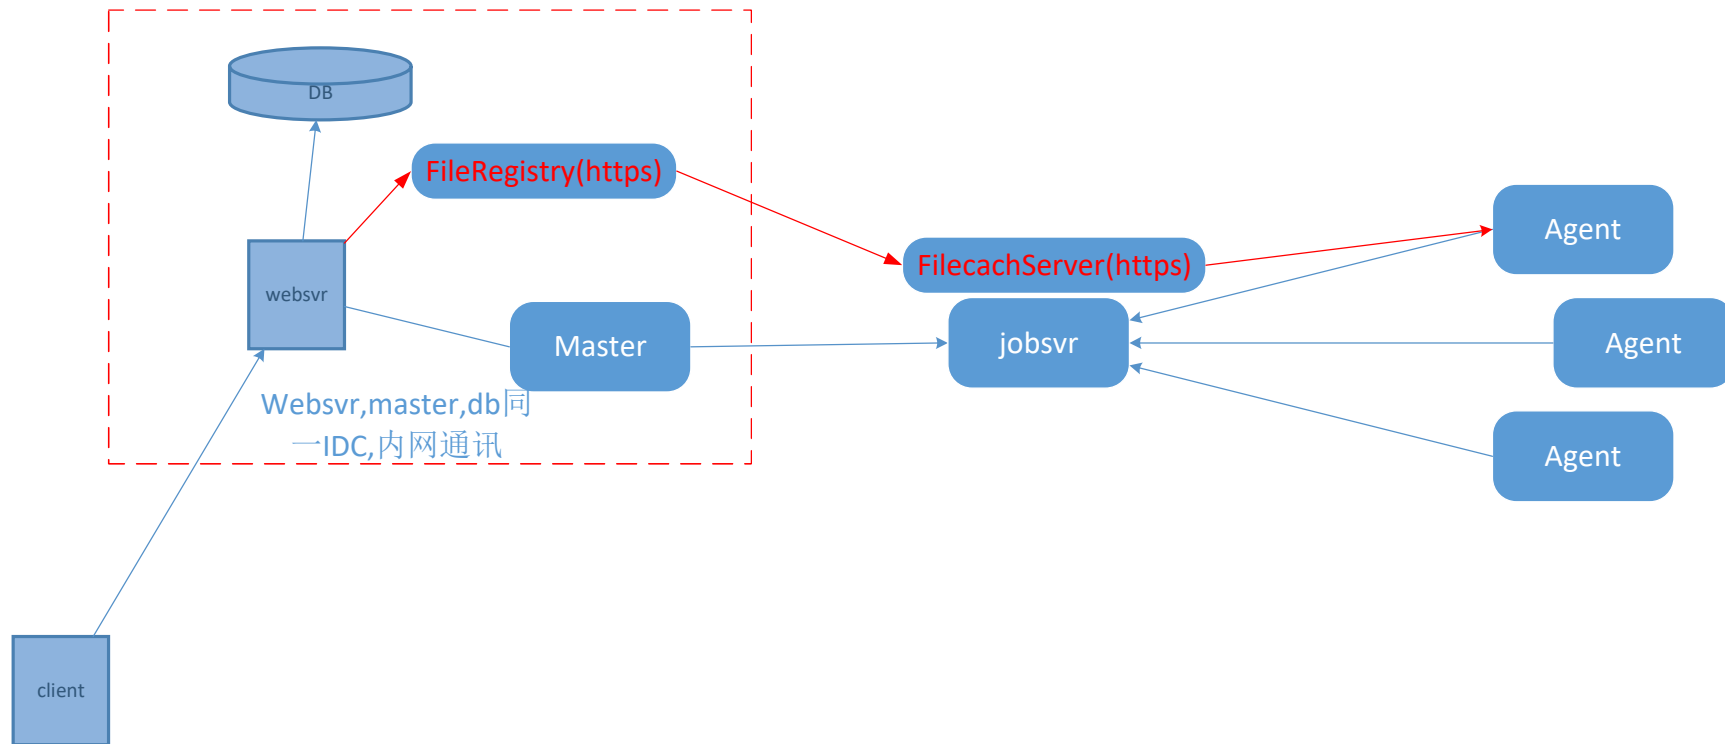 DB
FileRegistry(https)
Agent
FilecachServer(https)
websvr
Master
jobsvr
Agent
Websvr,master,db同
一IDC,内网通讯
Agent
client